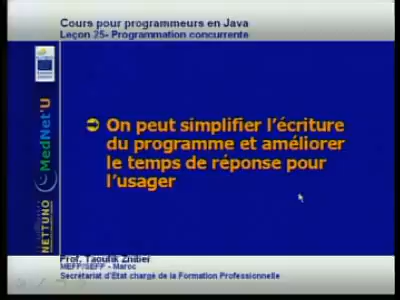 Cours pour programmeurs en Java
Leçon 25- Programmation concurrente
MedNet'U
NETTUNO
On peut simplifier l'écriture
du programme et améliorer
le temps de réponse pour
l'usager
Prof. Taoufik Zniber
MEFP/SEFP - Maroc
Secrétariat d'Etat chargé de la Formation Professionnelle